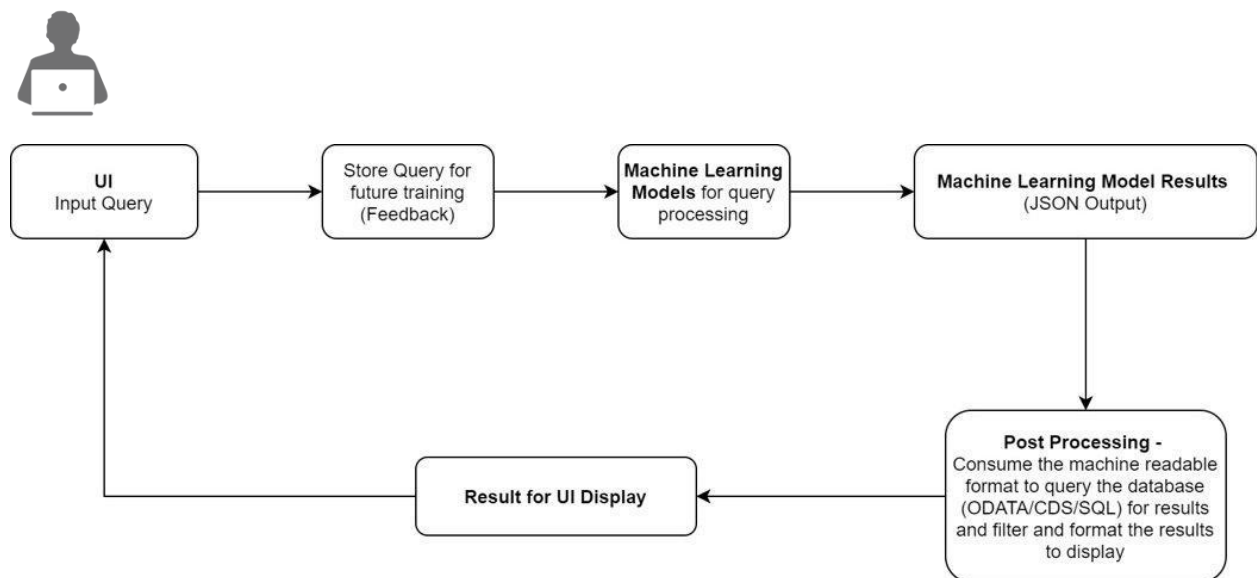 UI
Input Query
Store Query for
future training
(Feedback)
Machine Learning
Models for query
processing
Machine Learning Model Results
(JSON Output)
Post Processing -
Consume the machine readable
format to query the database
(ODATA/CDS/SQL) for results
and filter and format the results
to display
Result for UI Display